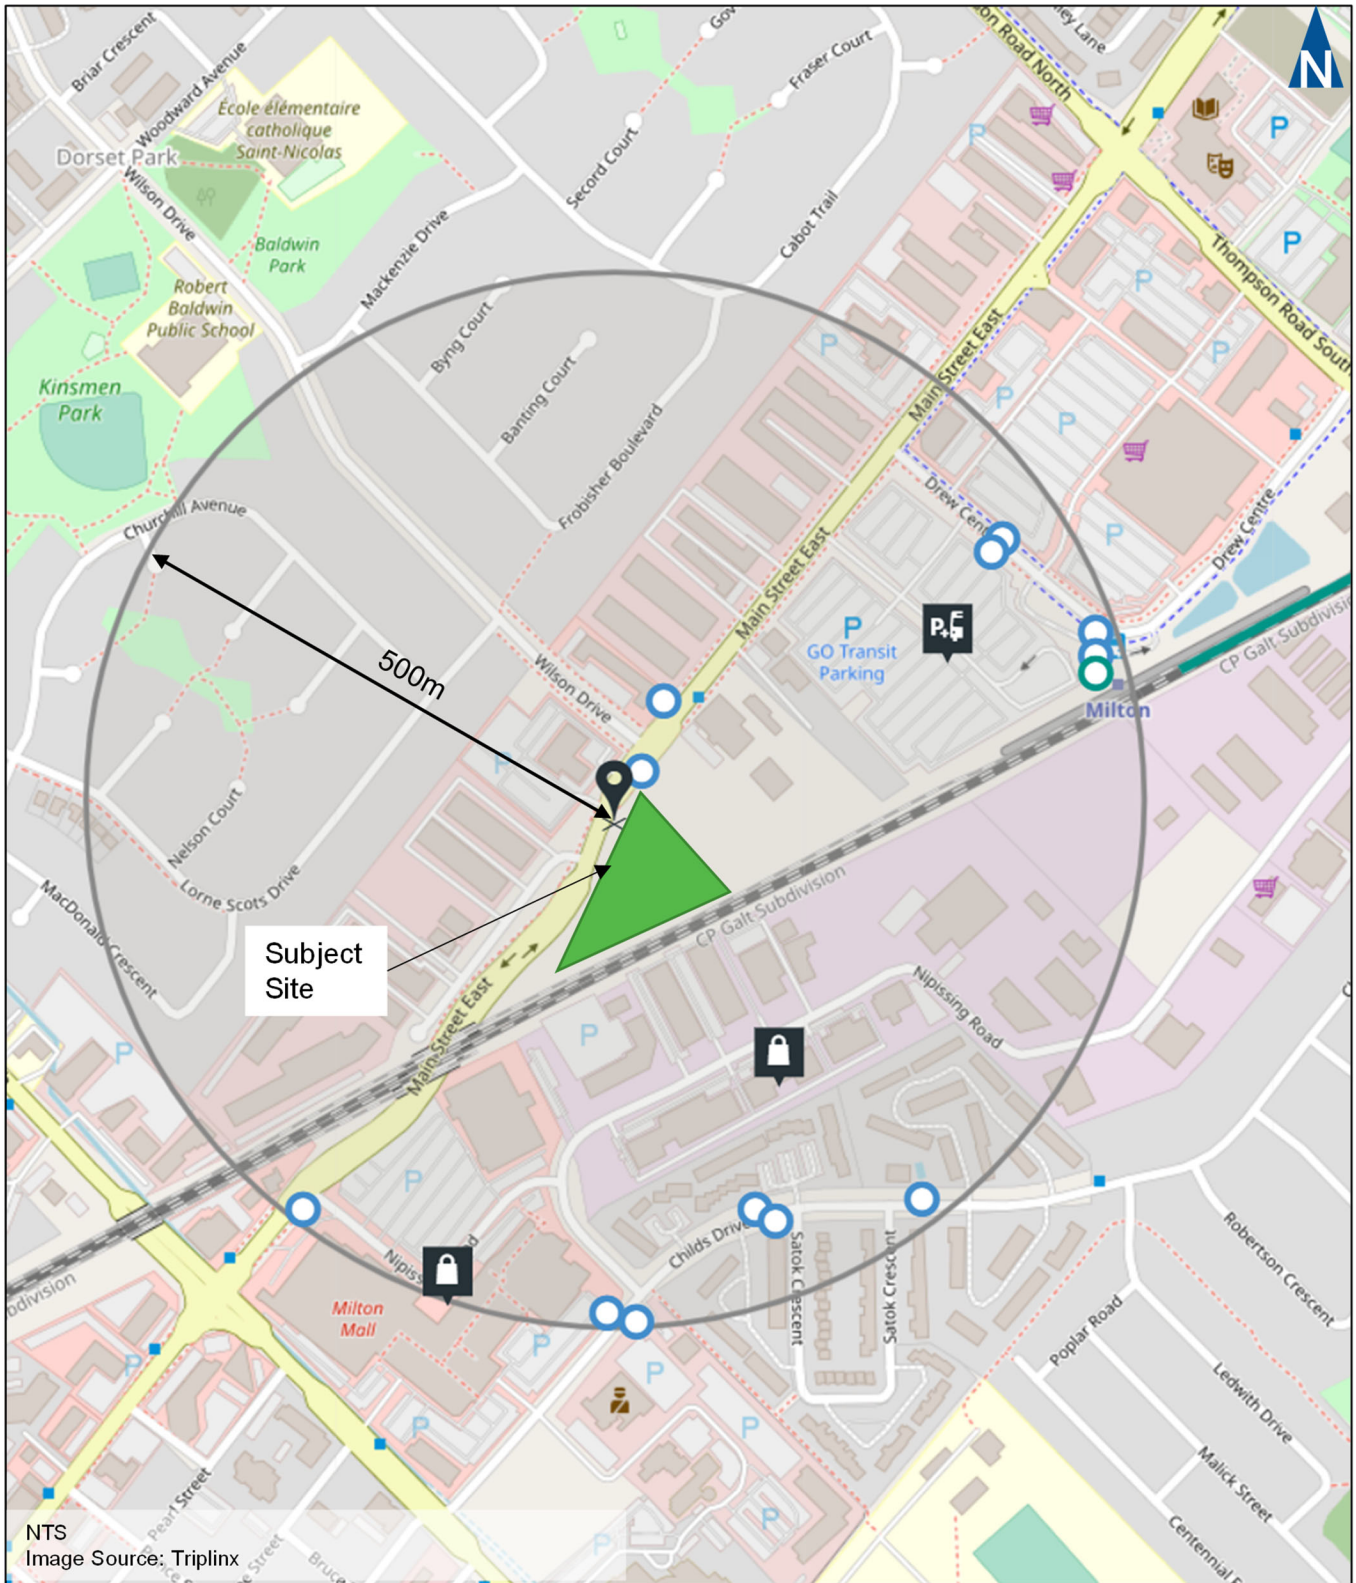 Briar Crescent
Woodward Avenue
École élémentaire
catholique
Saint-Nicolas
Dorset Park
Wilson Drive
Baldwin
Park
Mackenzie Drive
Robert
Baldwin
Public School
Kinsmen
Park
Second Court
Fraser Court
Cabot Trail
Road North
N
P
P
P
P
Thompson Road South
P
P
P
P
P
P
Main Street East
Byng Court
Banting Court
Frobisher Boulevard
Churchill Avenue
Drew Centre
Drew Centre
Main Street East
P
GO Transit
Parking
P+
CP Galt Subdivision
Milton
500m
Wilson Drive
P
Nelson Court
Lorne Scots Drive
MacDonald Crescent
Subject
Site
CP Galt Subdivision
Nipissing Road
Main Street East
P
P
P
Childs Drive
Satok Crescent
Satok Crescent
Robertson Crescent
Poplar Road
Ledwith Drive
Malick Street
Milton
Mall
P
P
P
P
P
P
P
Pearl Street
Street
NTS
Image Source: Triplinx